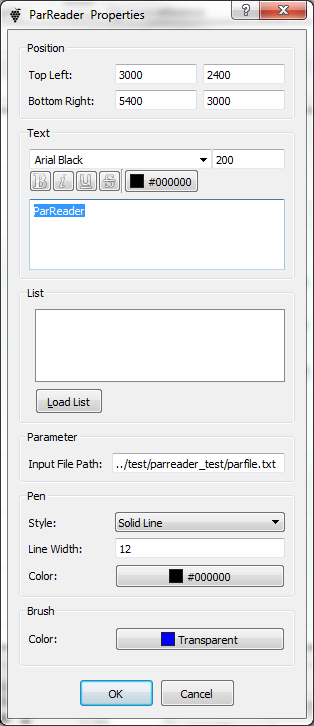 ParReader Properties
Position
Top Left: 3000 2400
Bottom Right: 5400 3000
Text
Arial Black 200
B i U S #000000
ParReader
List
Load List
Parameter
Input File Path: ../test/parreader_test/parfile.txt
Pen
Style: Solid Line
Line Width: 12
Color: #000000
Brush
Color: Transparent
OK Cancel